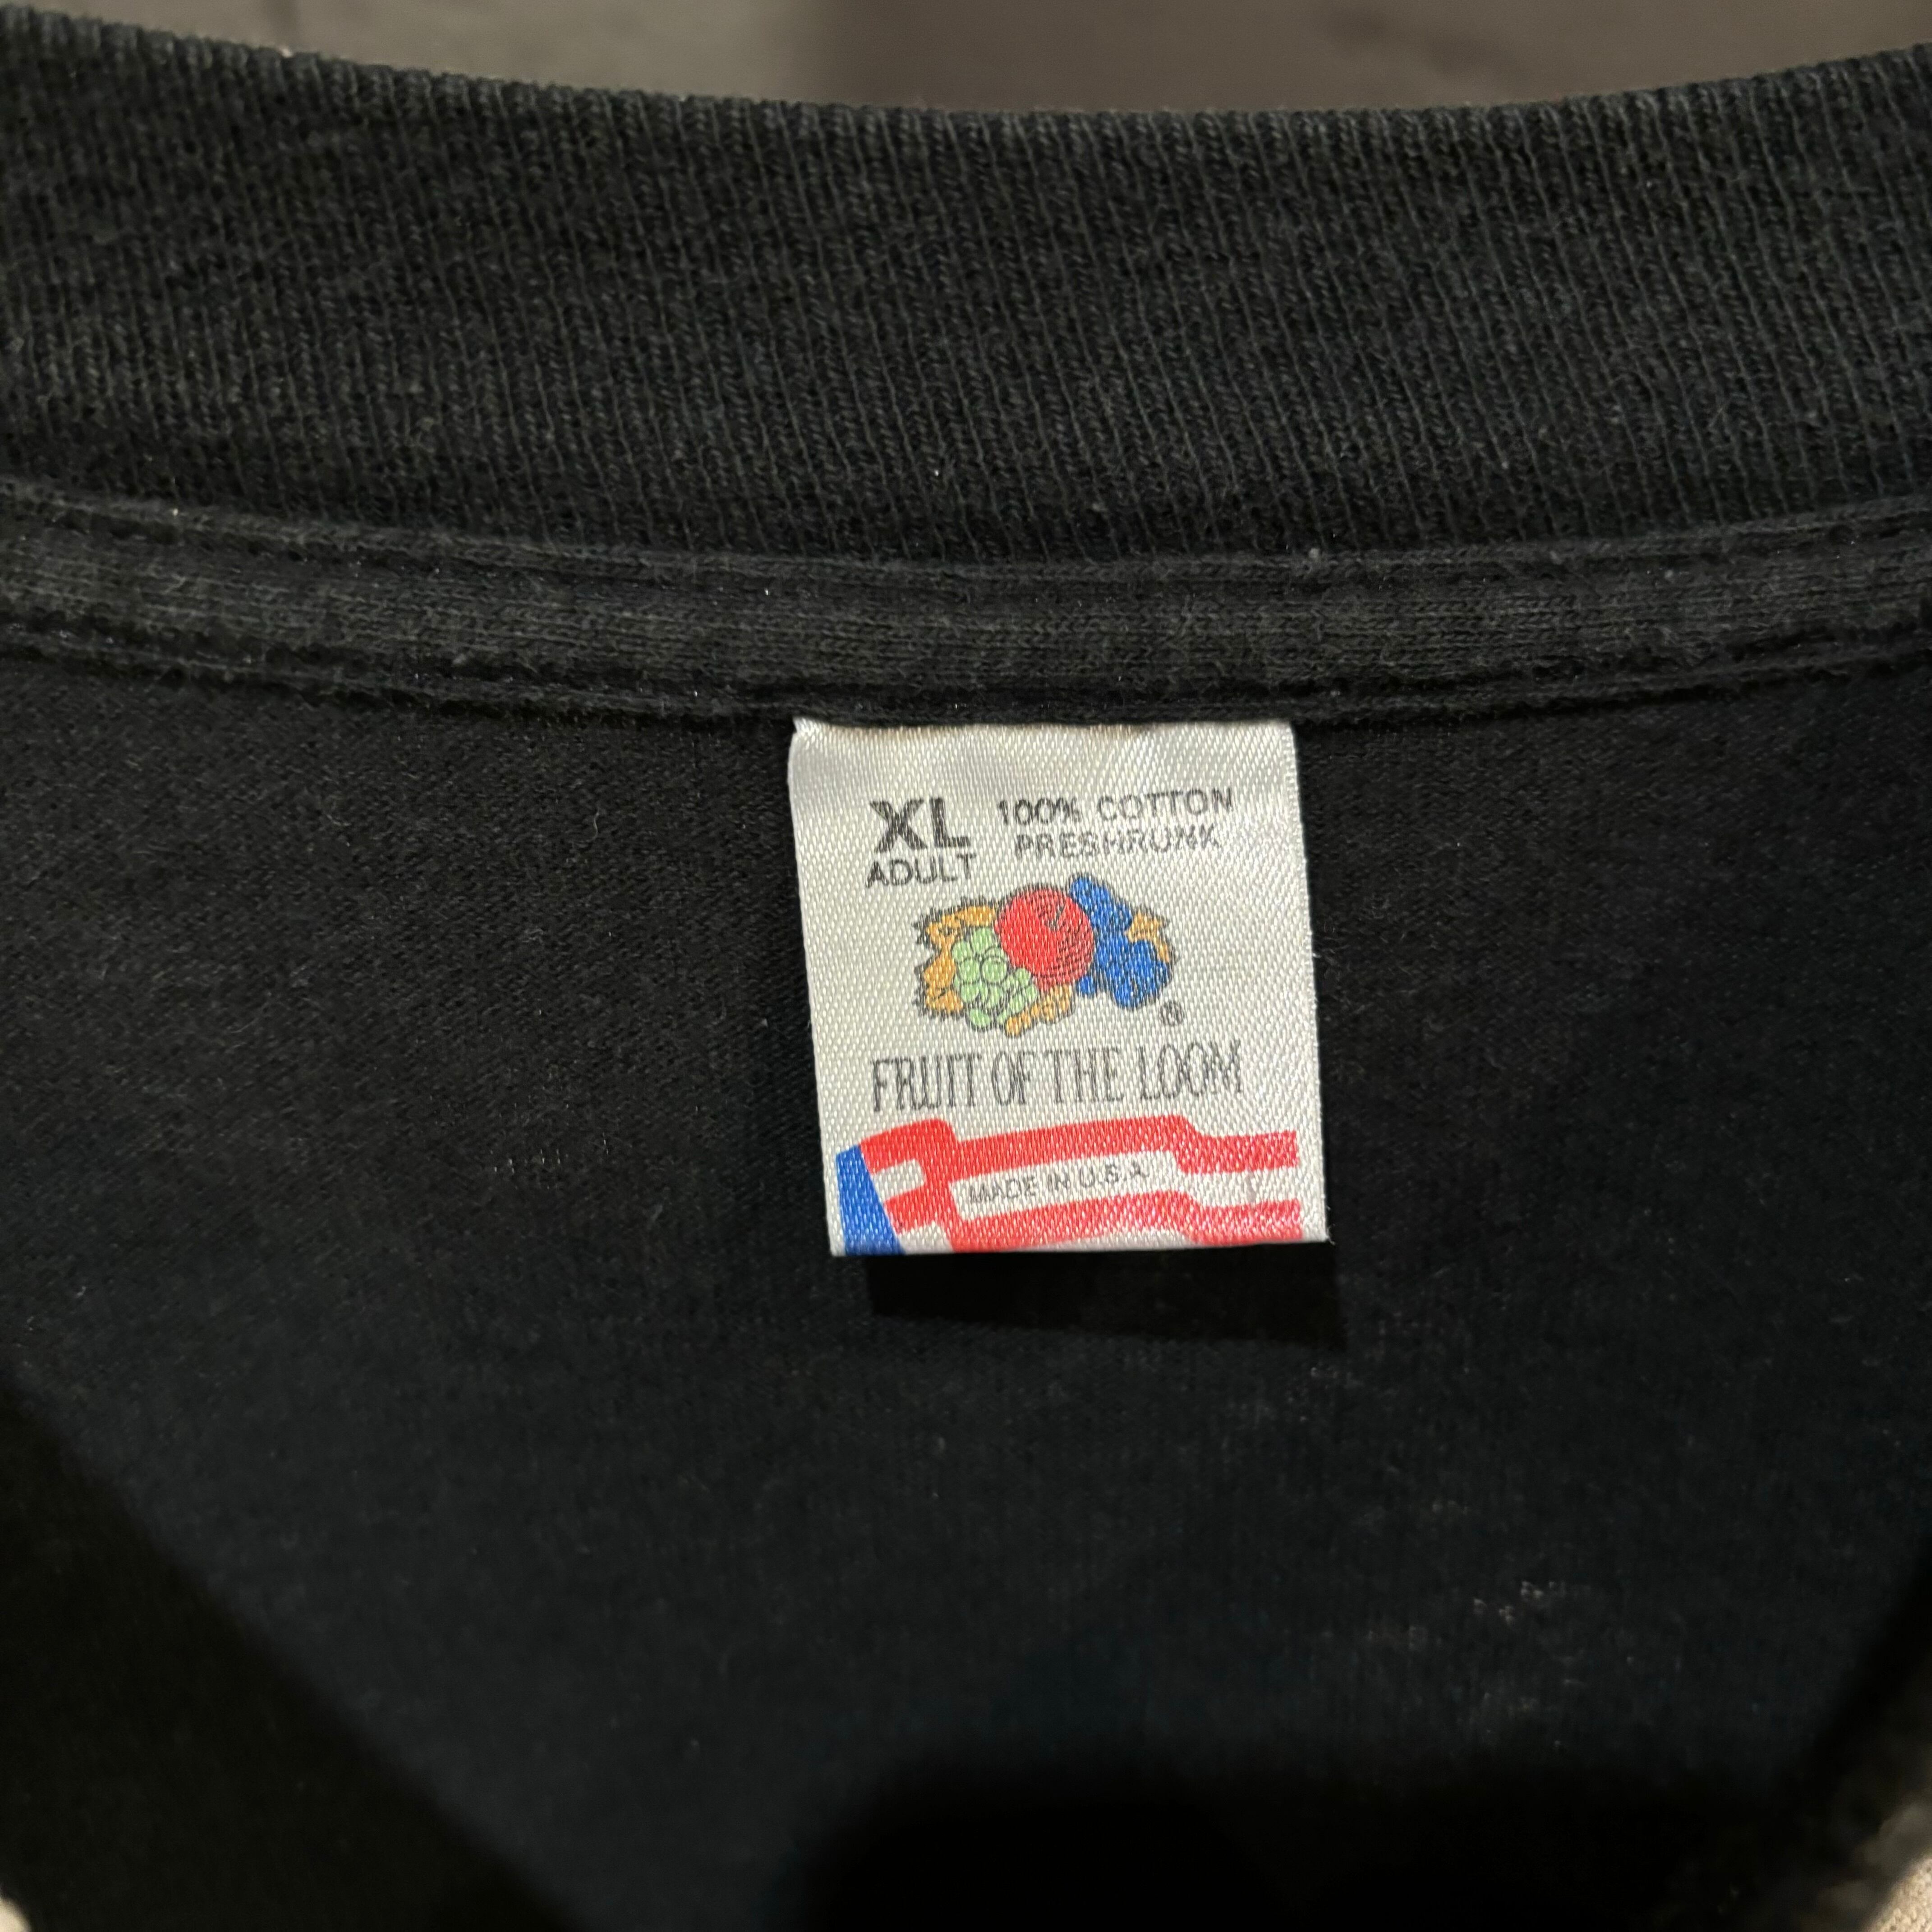 XL 100% COTTON
ADULT PRESHRUNK
®
FRUIT OF THE LOOM
MADE IN U.S.A.